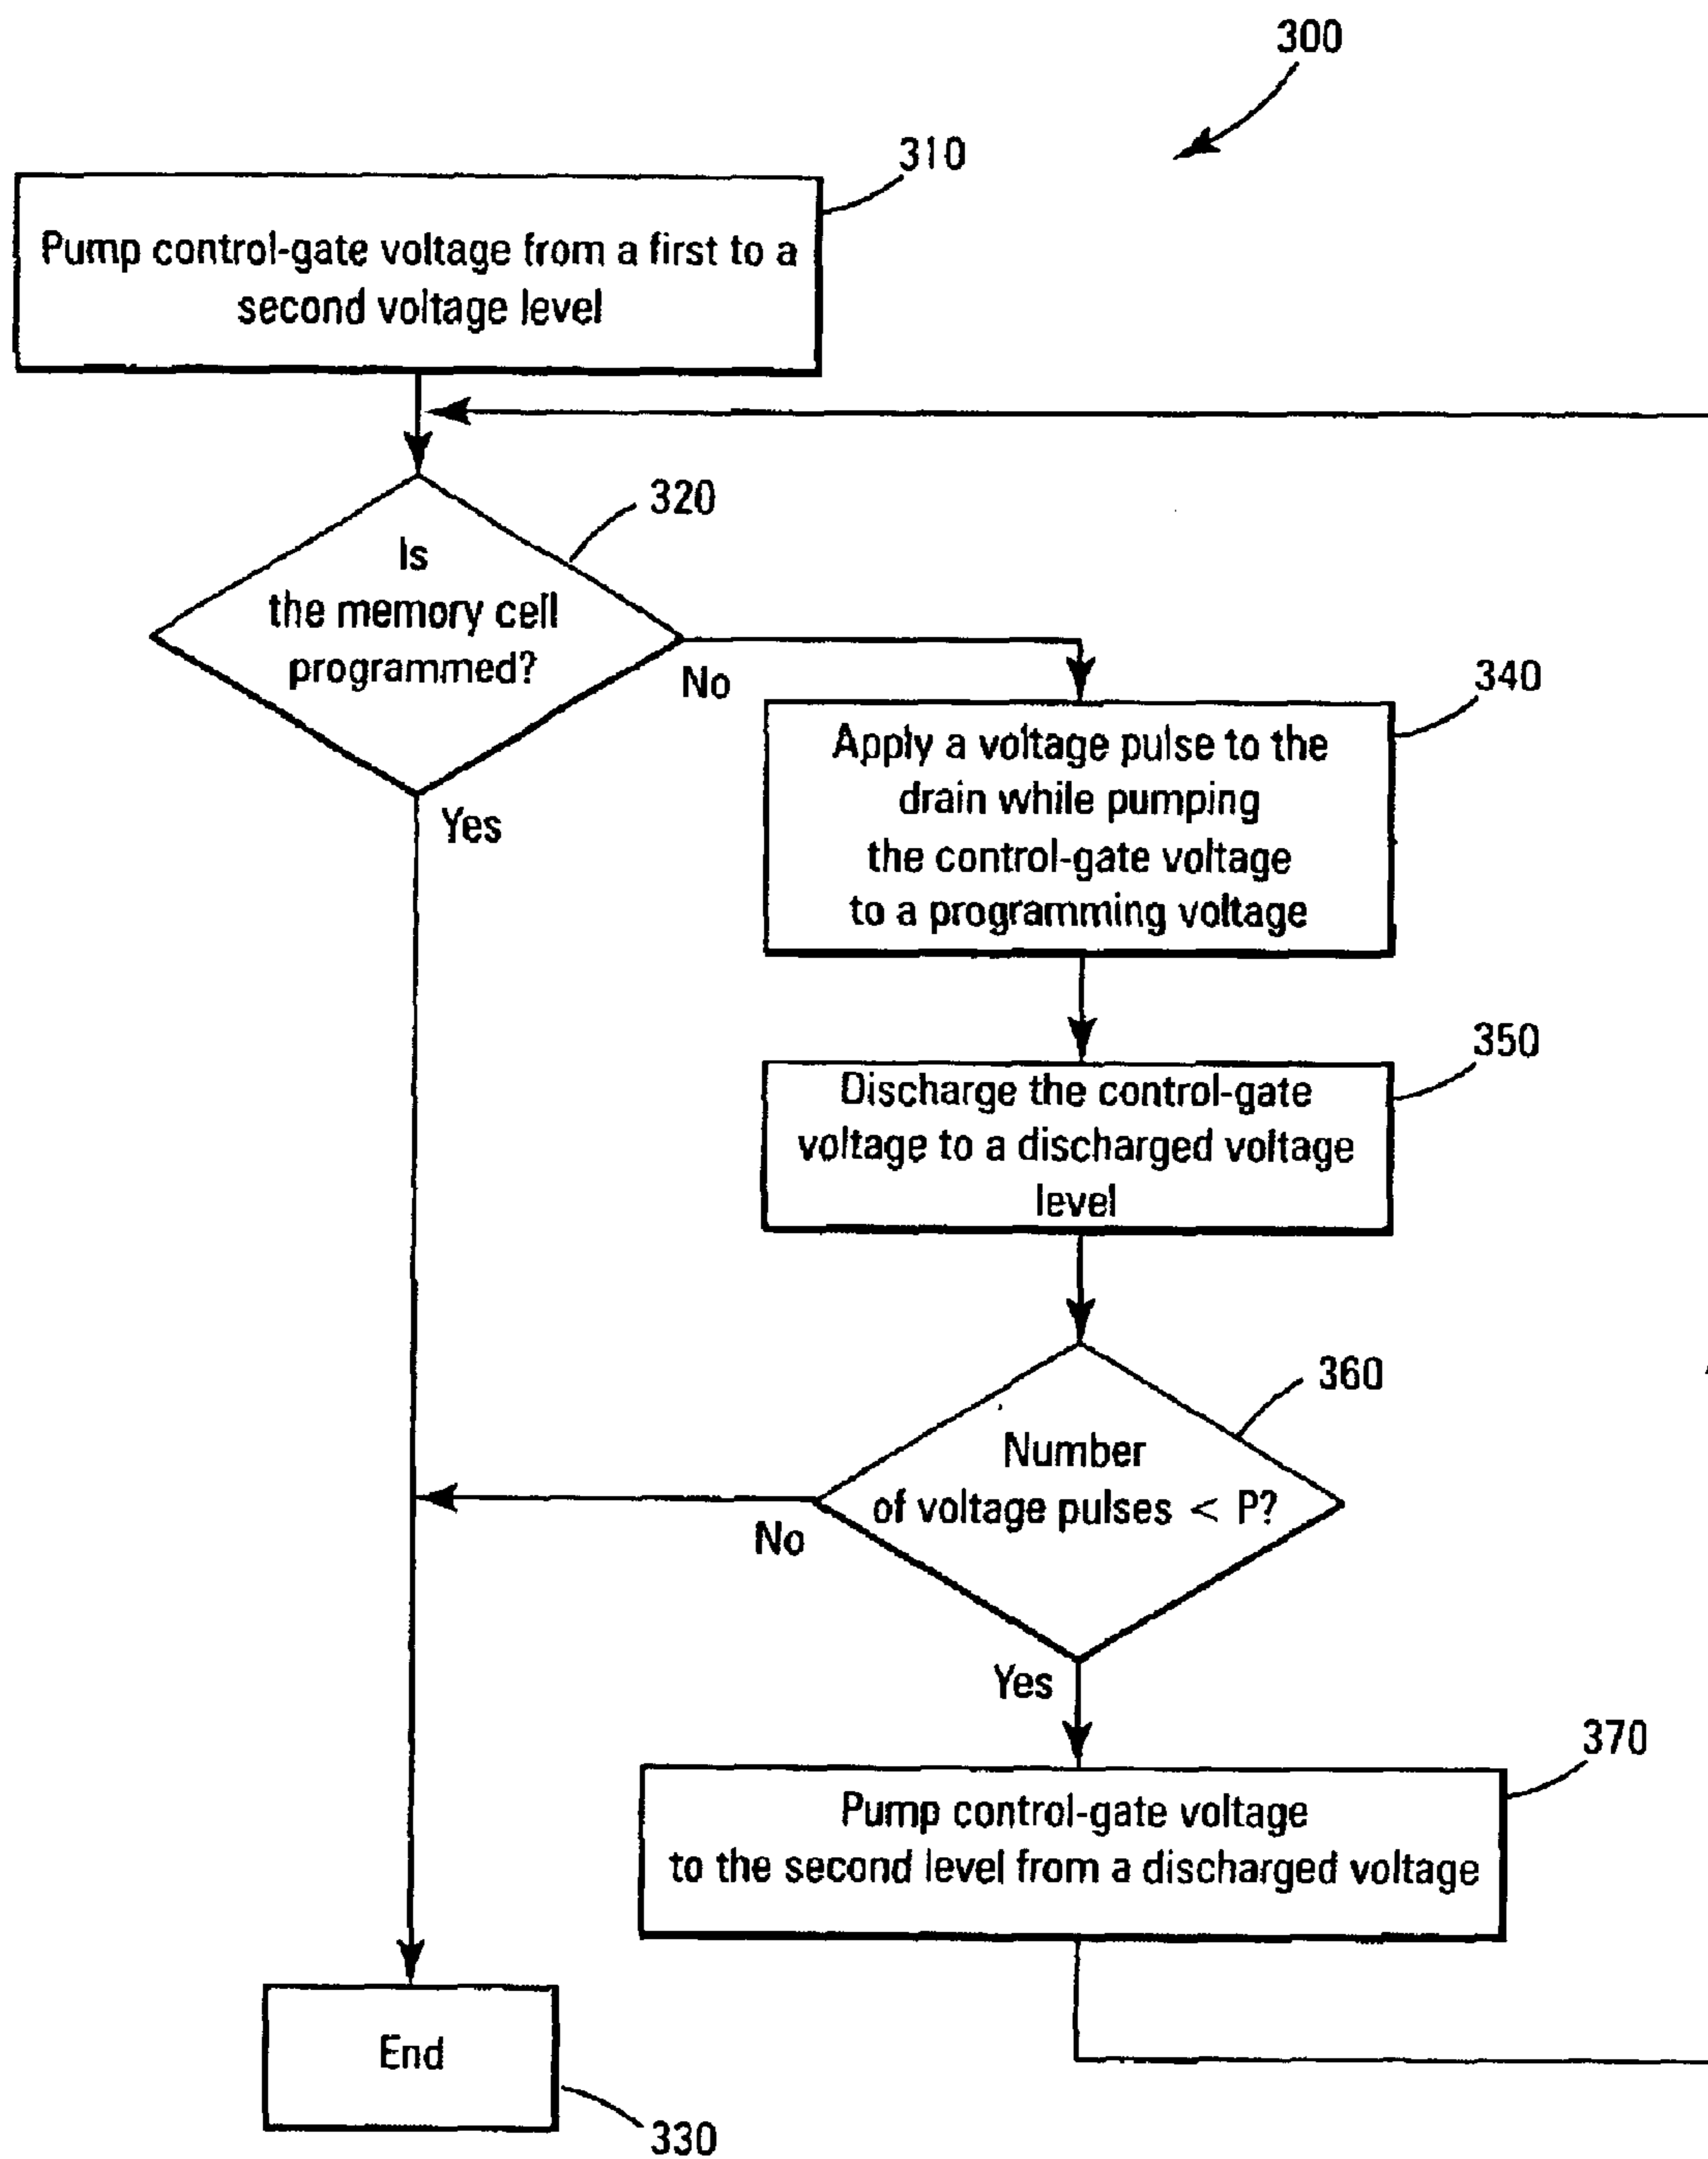 300
310
Pump control-gate voltage from a first to a
second voltage level
320
Is
the memory cell
programmed?
No
Yes
340
Apply a voltage pulse to the
drain while pumping
the control-gate voltage
to a programming voltage
350
Discharge the control-gate
voltage to a discharged voltage
level
360
Number
of voltage pulses < P?
No
Yes
370
Pump control-gate voltage
to the second level from a discharged voltage
End
330